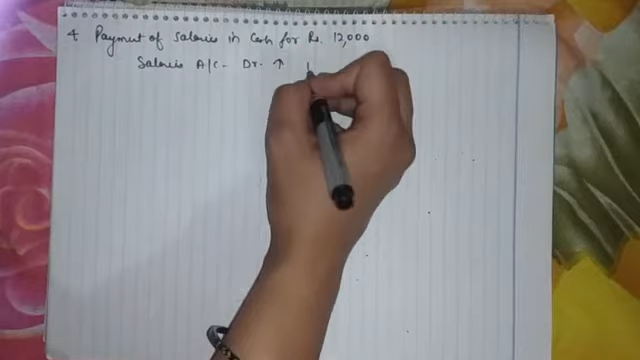 4 Payment of Salaries in Cash for Rs. 12,000
Salaries A/c - Dr. ↑